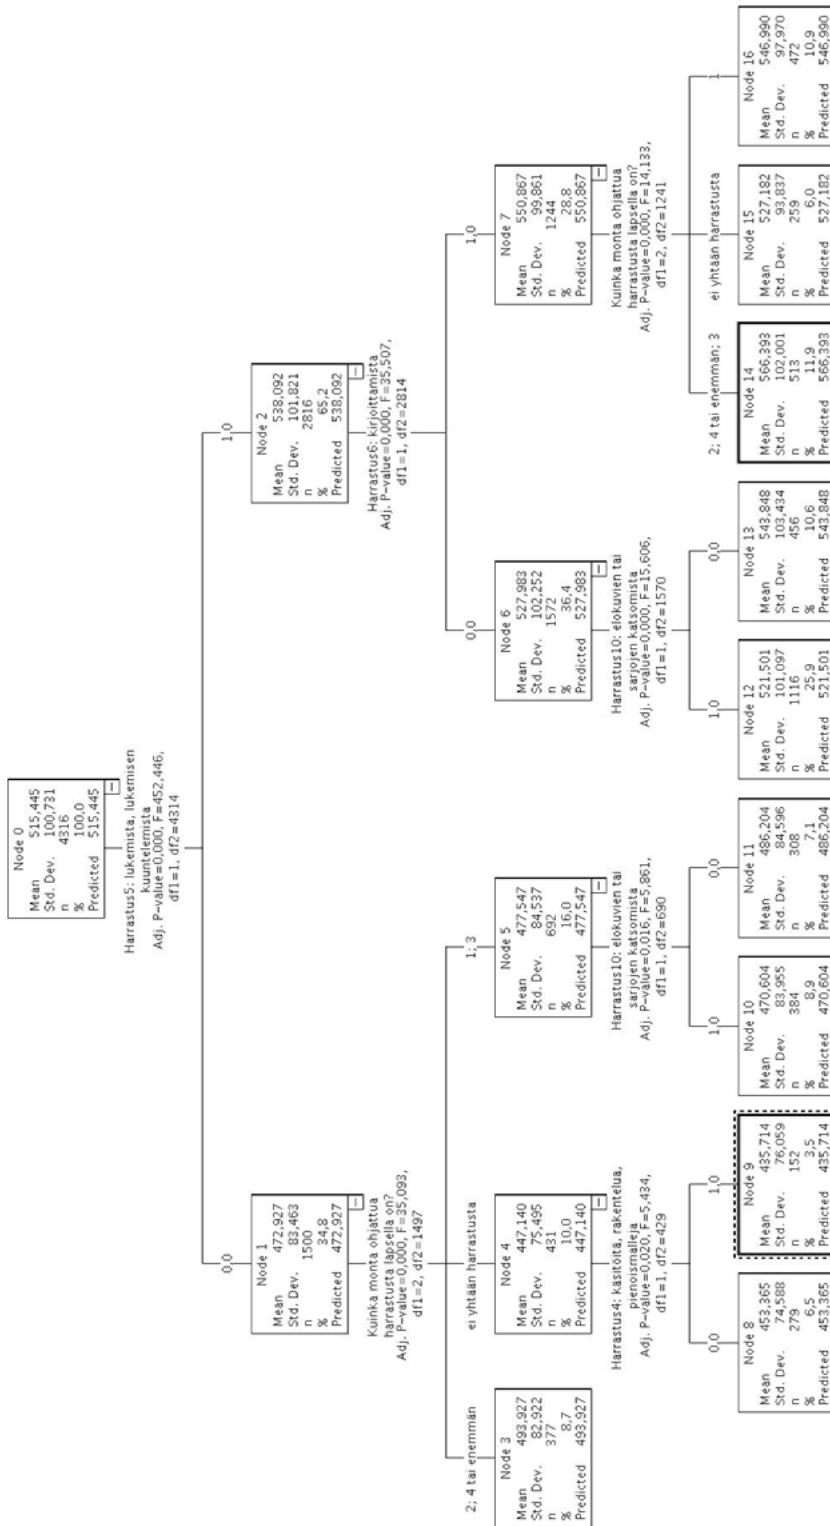 Node 0
Mean 515,445
Std. Dev. 100,731
n 4316
% 100,0
Predicted 515,445
Harrastus5: lukemista, lukemisen
kuuntelemista
Adj. P-value=0,000, F=452,446,
df1=1, df2=4314
0,0
1,0
Node 1
Mean 472,927
Std. Dev. 83,463
n 1500
% 34,8
Predicted 472,927
Kuinka monta ohjattua
harrastusta lapsella on?
Adj. P-value=0,000, F=35,093,
df1=2, df2=1497
Node 2
Mean 538,092
Std. Dev. 101,821
n 2816
% 65,2
Predicted 538,092
Harrastus6: kirjoittamista
Adj. P-value=0,000, F=35,507,
df1=1, df2=2814
2; 4 tai enemmän
ei yhtään harrastusta
1; 3
0,0
1,0
Node 3
Mean 493,927
Std. Dev. 82,922
n 377
% 8,7
Predicted 493,927
Node 4
Mean 447,140
Std. Dev. 75,495
n 431
% 10,0
Predicted 447,140
Harrastus4: käsitöitä, rakentelua,
pienoismalleja
Adj. P-value=0,020, F=5,434,
df1=1, df2=429
Node 5
Mean 477,547
Std. Dev. 84,537
n 692
% 16,0
Predicted 477,547
Harrastus10: elokuvien tai
sarjojen katsomista
Adj. P-value=0,016, F=5,861,
df1=1, df2=690
Node 6
Mean 527,983
Std. Dev. 102,252
n 1572
% 36,4
Predicted 527,983
Harrastus10: elokuvien tai
sarjojen katsomista
Adj. P-value=0,000, F=15,606,
df1=1, df2=1570
Node 7
Mean 550,867
Std. Dev. 99,861
n 1244
% 28,8
Predicted 550,867
Kuinka monta ohjattua
harrastusta lapsella on?
Adj. P-value=0,000, F=14,133,
df1=2, df2=1241
0,0
1,0
1,0
0,0
1,0
0,0
2; 4 tai enemmän; 3
ei yhtään harrastusta
1
Node 8
Mean 453,365
Std. Dev. 74,588
n 279
% 6,5
Predicted 453,365
Node 9
Mean 435,714
Std. Dev. 76,059
n 152
% 3,5
Predicted 435,714
Node 10
Mean 470,604
Std. Dev. 83,955
n 384
% 8,9
Predicted 470,604
Node 11
Mean 486,204
Std. Dev. 84,596
n 308
% 7,1
Predicted 486,204
Node 12
Mean 521,501
Std. Dev. 101,097
n 1116
% 25,9
Predicted 521,501
Node 13
Mean 543,848
Std. Dev. 103,434
n 456
% 10,6
Predicted 543,848
Node 14
Mean 566,393
Std. Dev. 102,001
n 513
% 11,9
Predicted 566,393
Node 15
Mean 527,182
Std. Dev. 93,837
n 259
% 6,0
Predicted 527,182
Node 16
Mean 546,990
Std. Dev. 97,970
n 472
% 10,9
Predicted 546,990